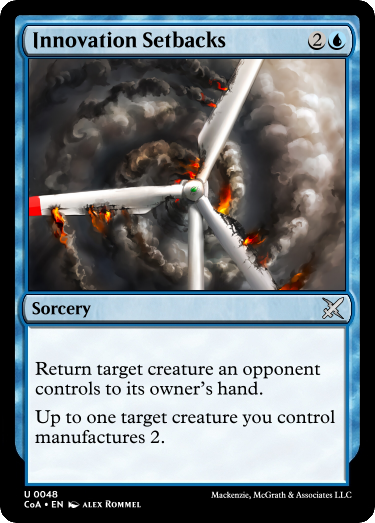 Innovation Setbacks 2
Sorcery
Return target creature an opponent
controls to its owner's hand.
Up to one target creature you control
manufactures 2.
U 0048
CoA • EN ALEX ROMMEL
Mackenzie, McGrath & Associates LLC